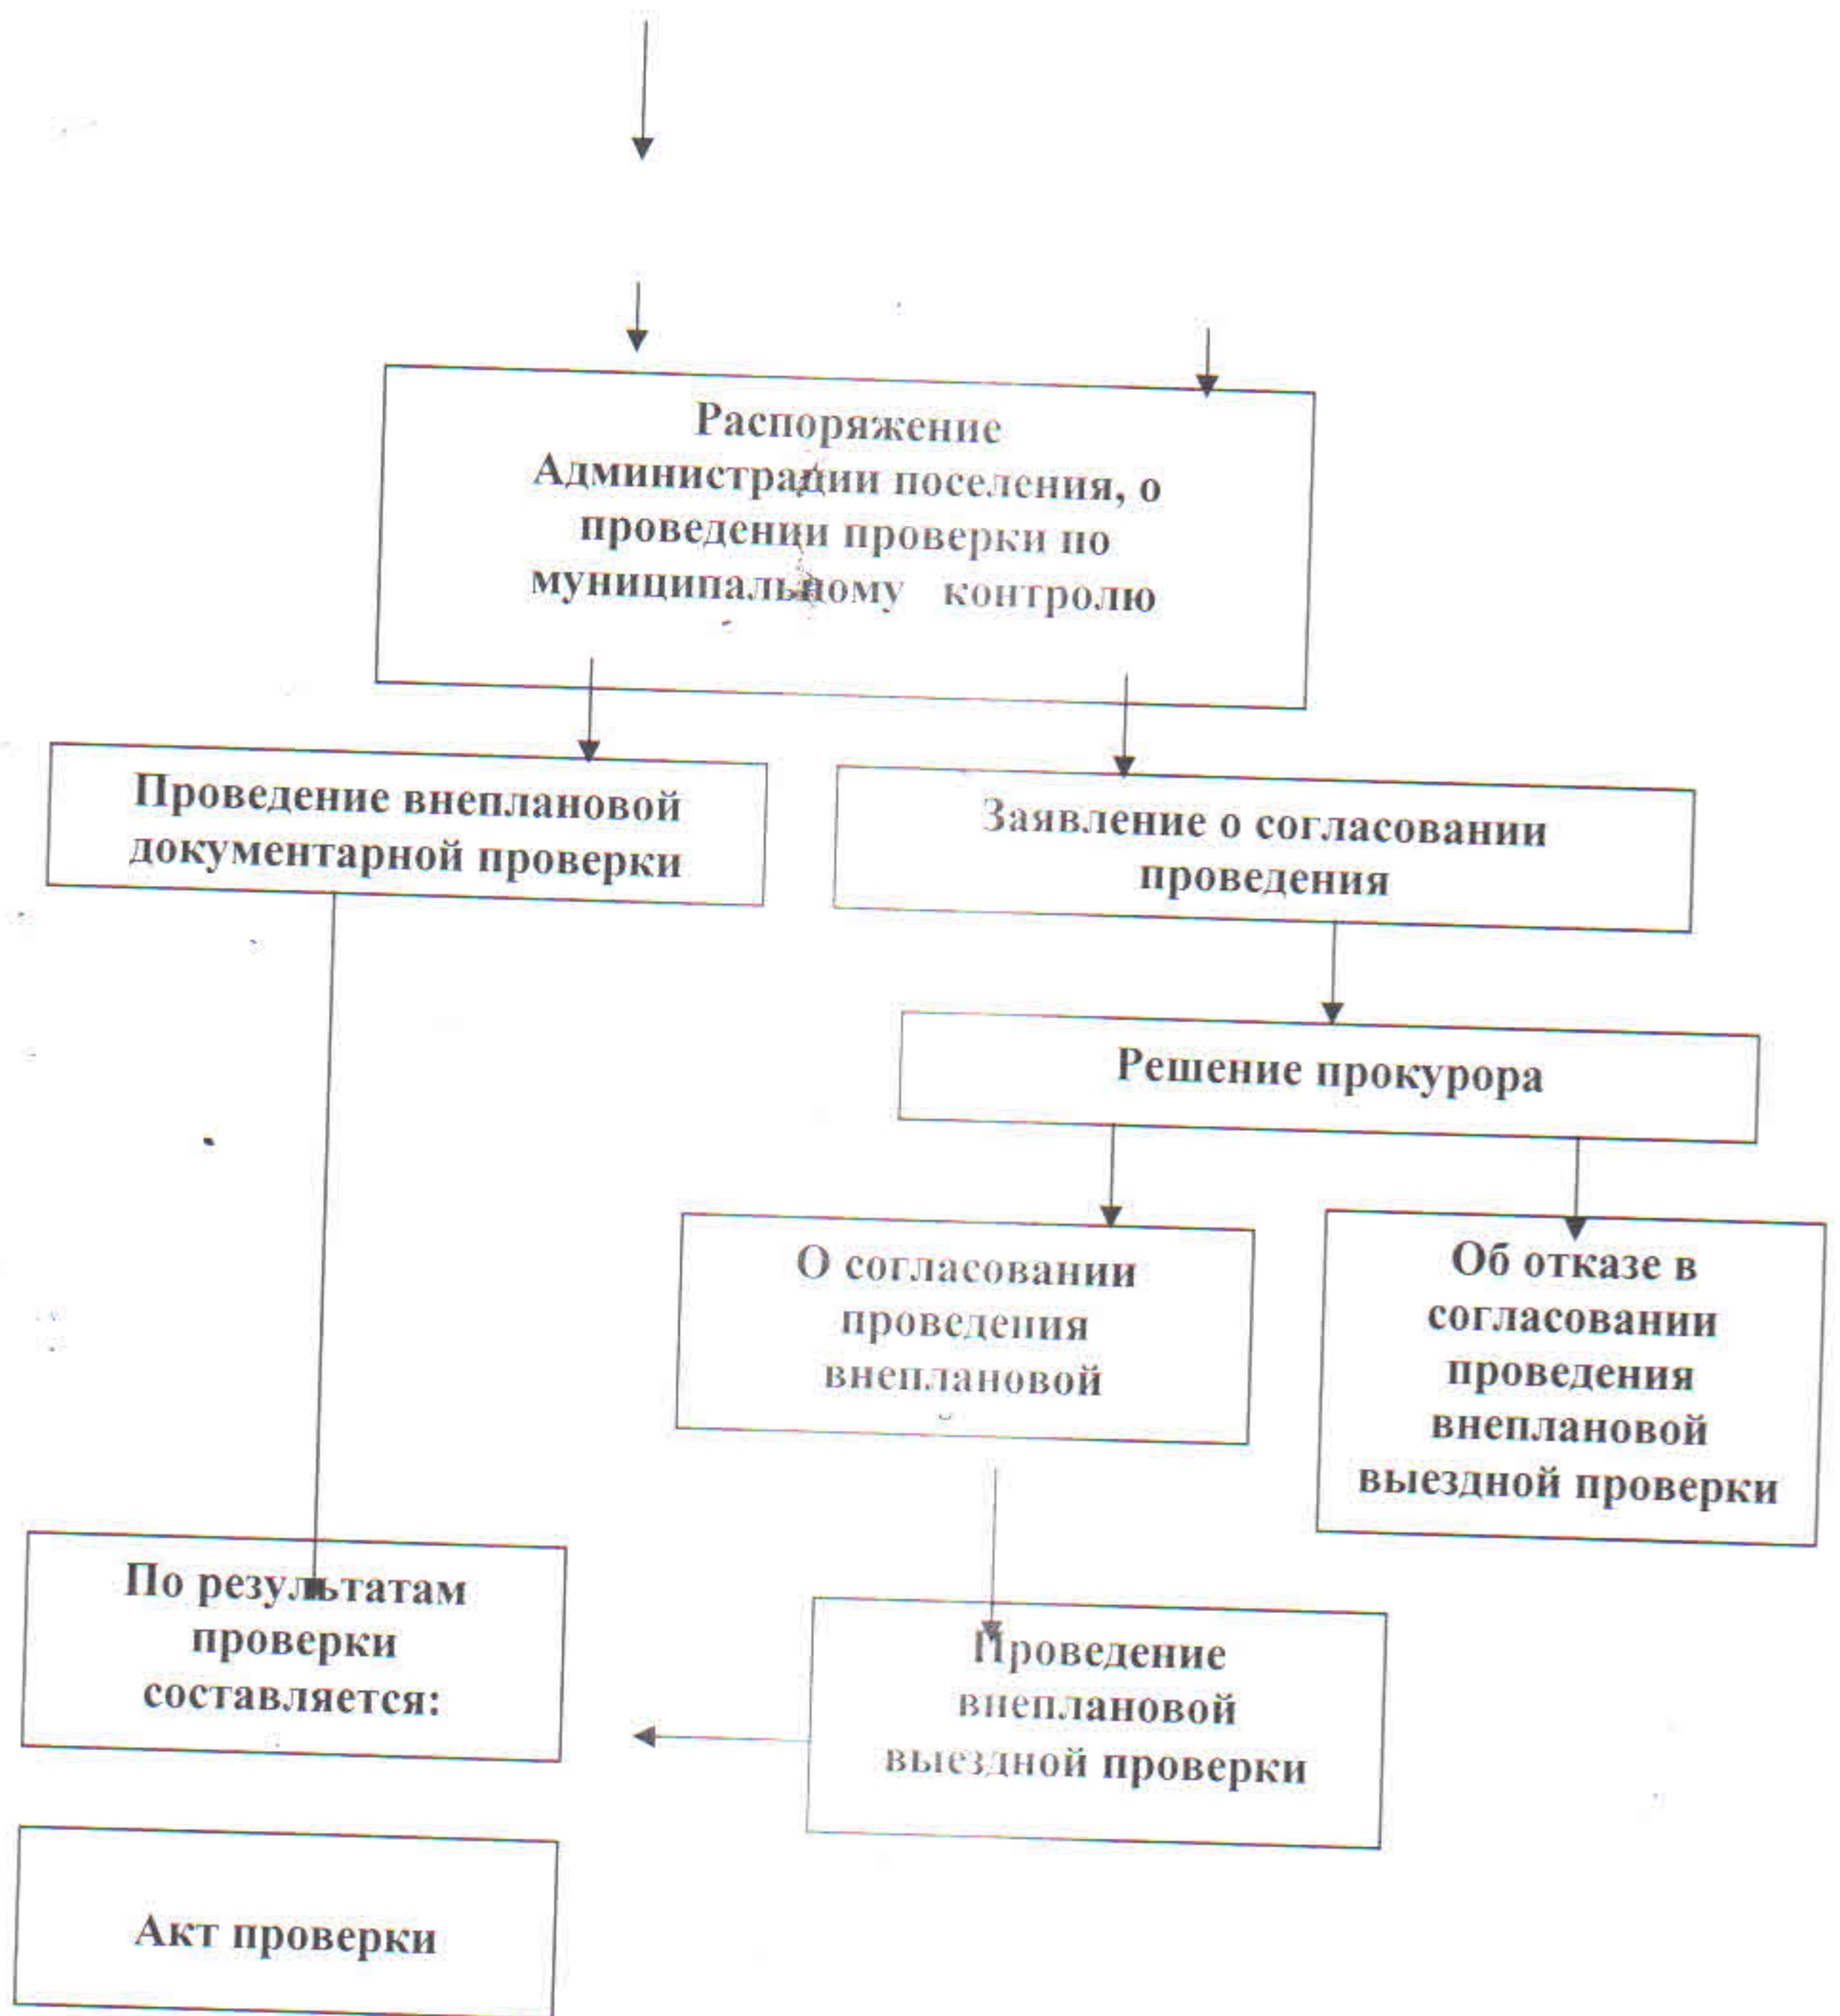 Распоряжение
Администрации поселения, о
проведении проверки по
муниципальному контролю
Проведение внеплановой
документарной проверки
Заявление о согласовании
проведения
Решение прокурора
О согласовании
проведения
внеплановой
Об отказе в
согласовании
проведения
внеплановой
выездной проверки
По результатам
проверки
составляется:
Проведение
внеплановой
выездной проверки
Акт проверки